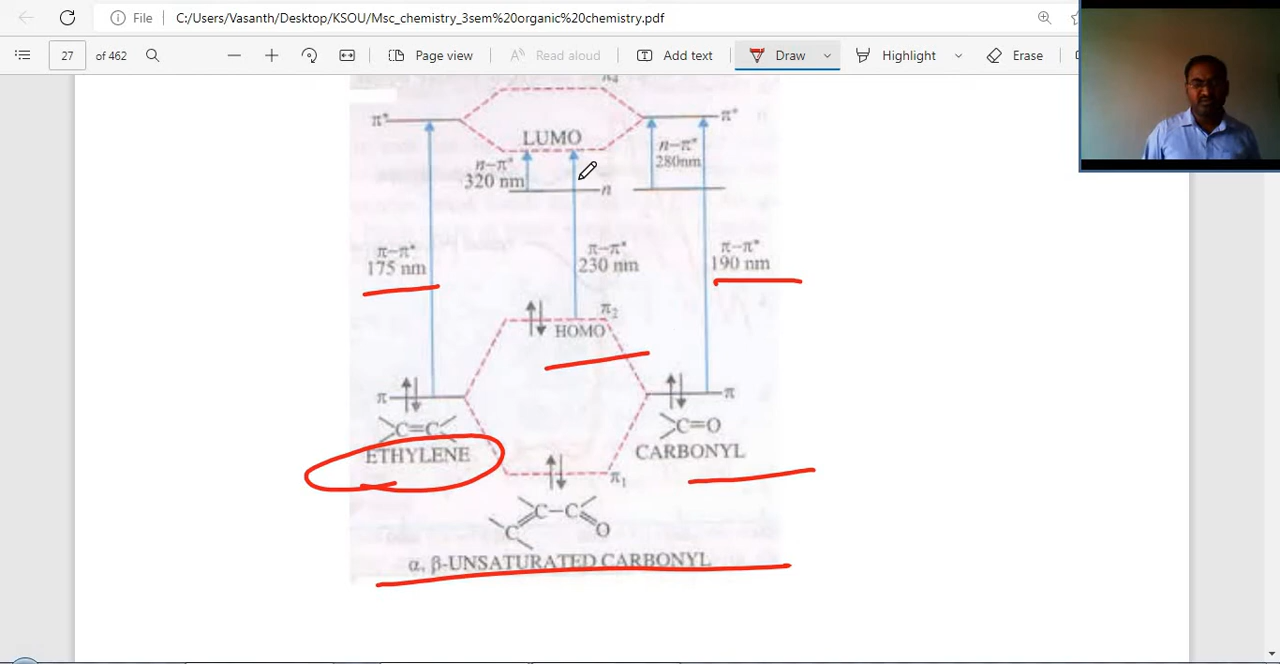 File C:/Users/Vasanth/Desktop/KSOU/Msc_chemistry_3sem%20organic%20chemistry.pdf
27 of 462 Page view Read aloud Add text Draw Highlight Erase
π4
π* π*
LUMO
n–π* n–π*
320 nm 280nm
n
π–π* π–π* π–π*
175 nm 230 nm 190 nm
π2
HOMO
π π
C=C C=O
ETHYLENE CARBONYL
π1
C–C
C O
α, β-UNSATURATED CARBONYL